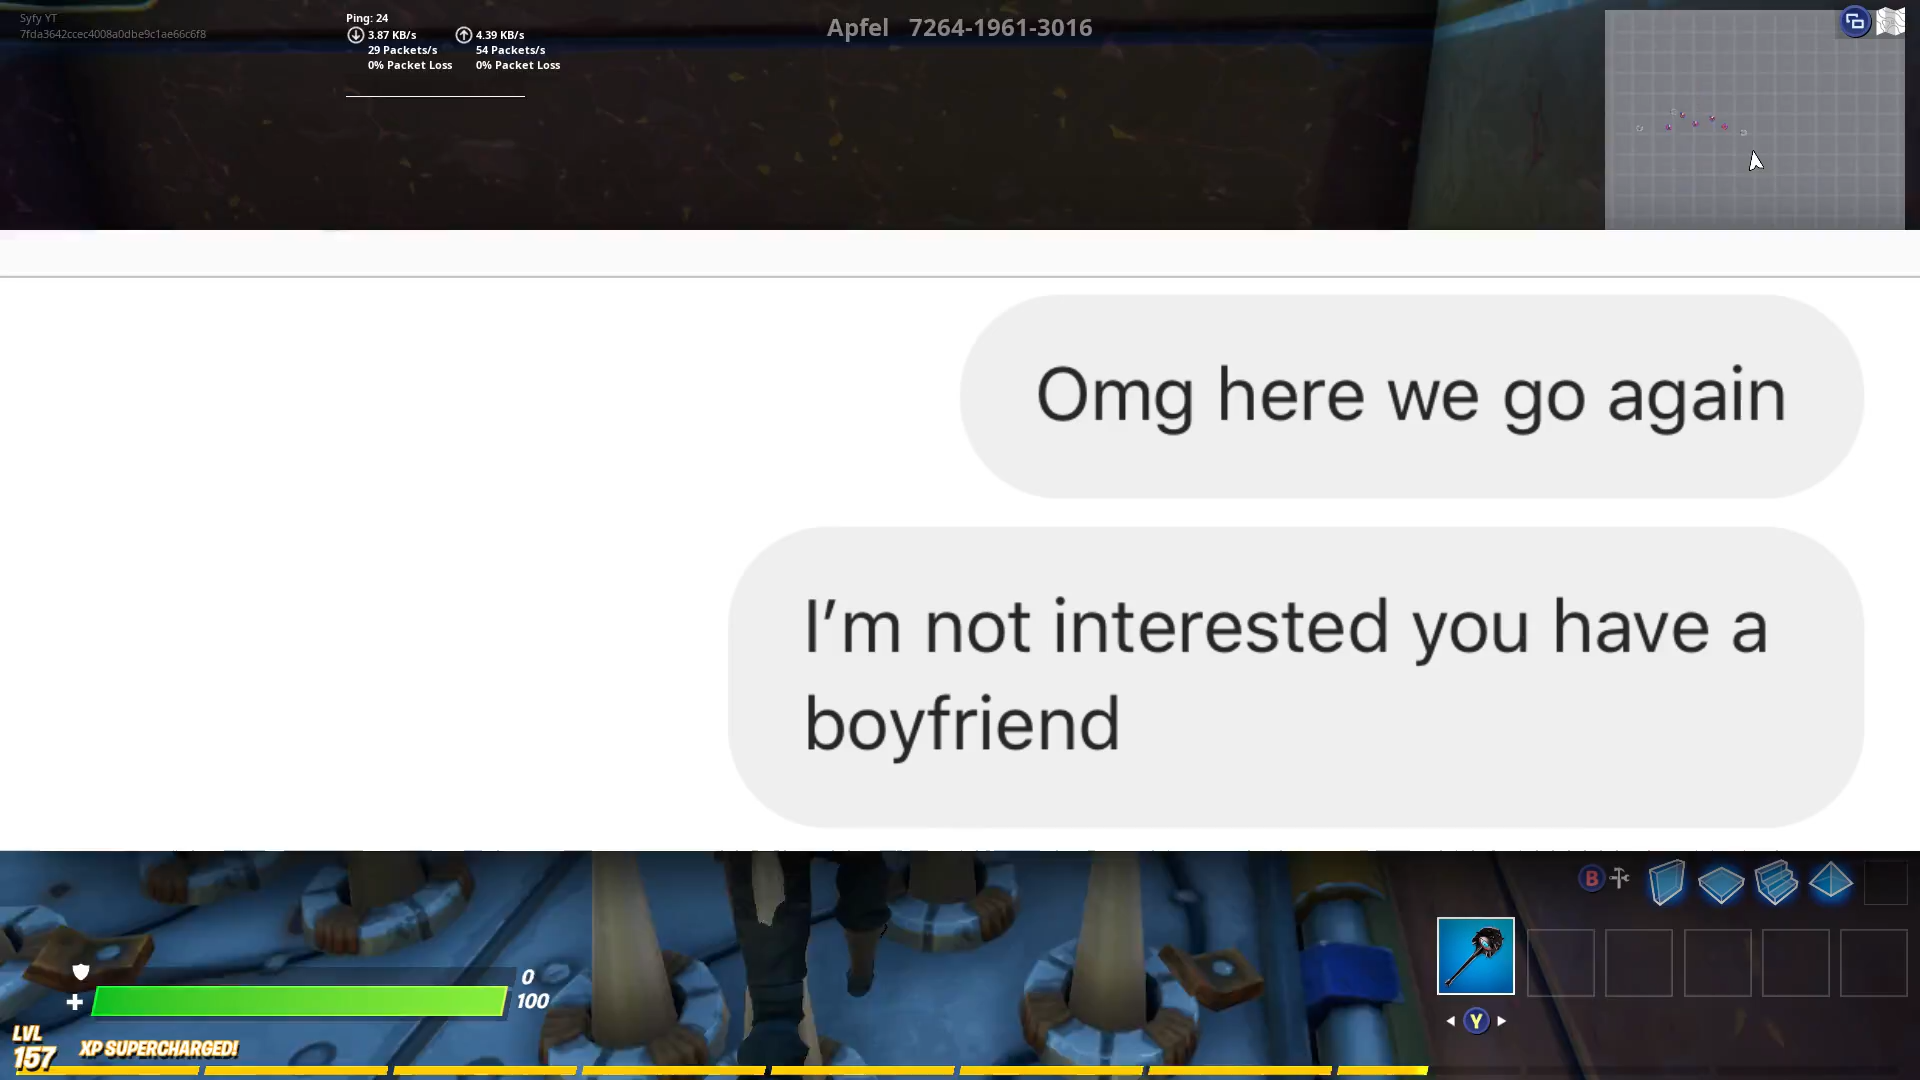 Syfy YT
7fda3642ccec4008a0dbe9c1ae66c6f8
Ping: 24
3.87 KB/s 4.39 KB/s
29 Packets/s 54 Packets/s
0% Packet Loss 0% Packet Loss
Apfel 7264-1961-3016
Omg here we go again
I’m not interested you have a
boyfriend
B
0
100
Y
LVL
157
XP SUPERCHARGED!